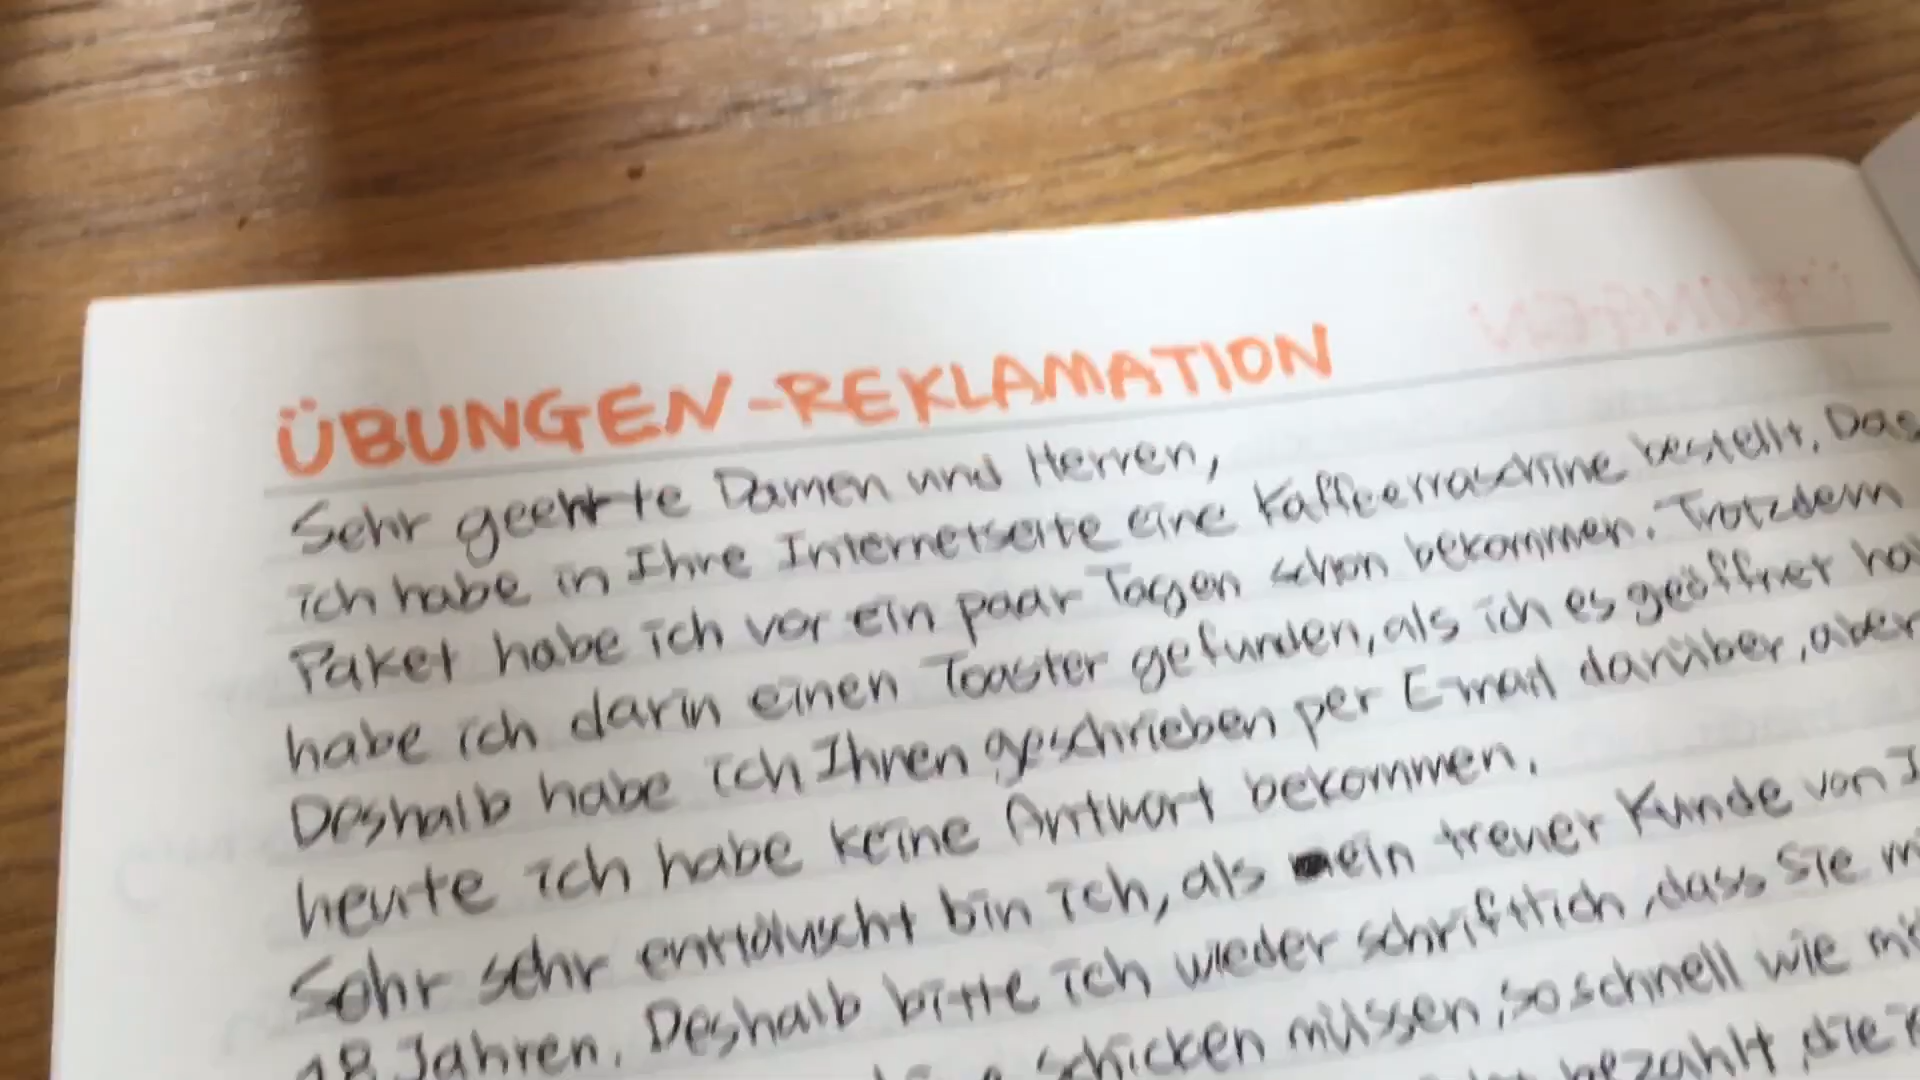 ÜBUNGEN
ÜBUNGEN-REKLAMATION
Sehr geehrte Damen und Herren,
ich habe in Ihre Internetseite eine Kaffeemaschine bestellt. Das
Paket habe ich vor ein paar Tagen schon bekommen. Trotzdem
habe ich darin einen Toaster gefunden, als ich es geöffnet
Deshalb habe ich Ihnen geschrieben per E-mail darüber, aber
heute ich habe keine Antwort bekommen.
Sehr sehr enttäuscht bin ich, als ein treuer Kunde von
18 Jahren. Deshalb bitte ich wieder schriftlich, dass Sie
schicken müssen, so schnell wie
bezahlt, die